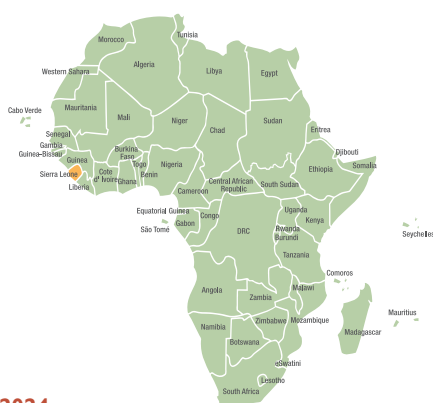 Morocco
Tunisia
Algeria
Libya
Egypt
Western Sahara
Mauritania
Mali
Niger
Chad
Sudan
Eritrea
Cabo Verde
Senegal
Gambia
Guinea-Bissau
Guinea
Sierra Leone
Liberia
Cote
d' Ivoire
Burkina
Faso
Ghana
Togo
Benin
Nigeria
Cameroon
Central African
Republic
South Sudan
Ethiopia
Djibouti
Somalia
Equatorial Guinea
São Tomé
Gabon
Congo
DRC
Uganda
Kenya
Rwanda
Burundi
Tanzania
Seychelles
Comoros
Angola
Zambia
Malawi
Mozambique
Zimbabwe
Namibia
Botswana
Madagascar
Mauritius
eSwatini
Lesotho
South Africa
2024